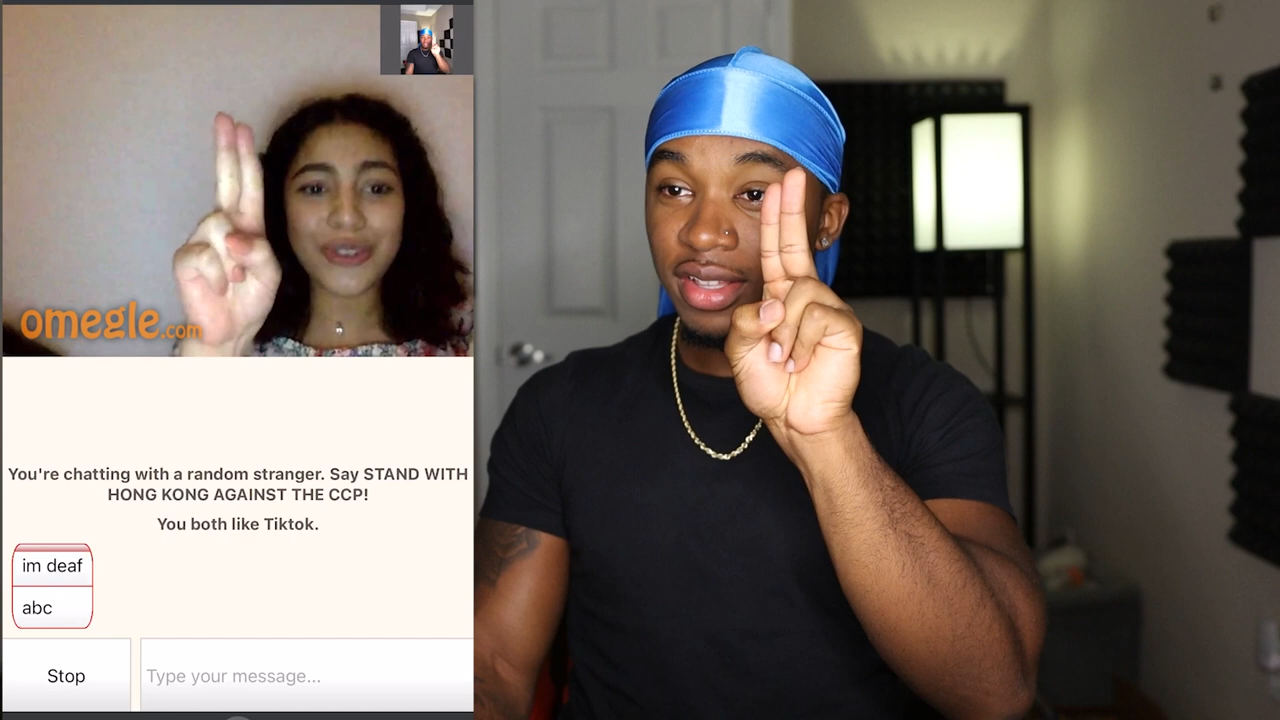 omegle.com
You're chatting with a random stranger. Say STAND WITH
HONG KONG AGAINST THE CCP!
You both like Tiktok.
im deaf
abc
Stop
Type your message...